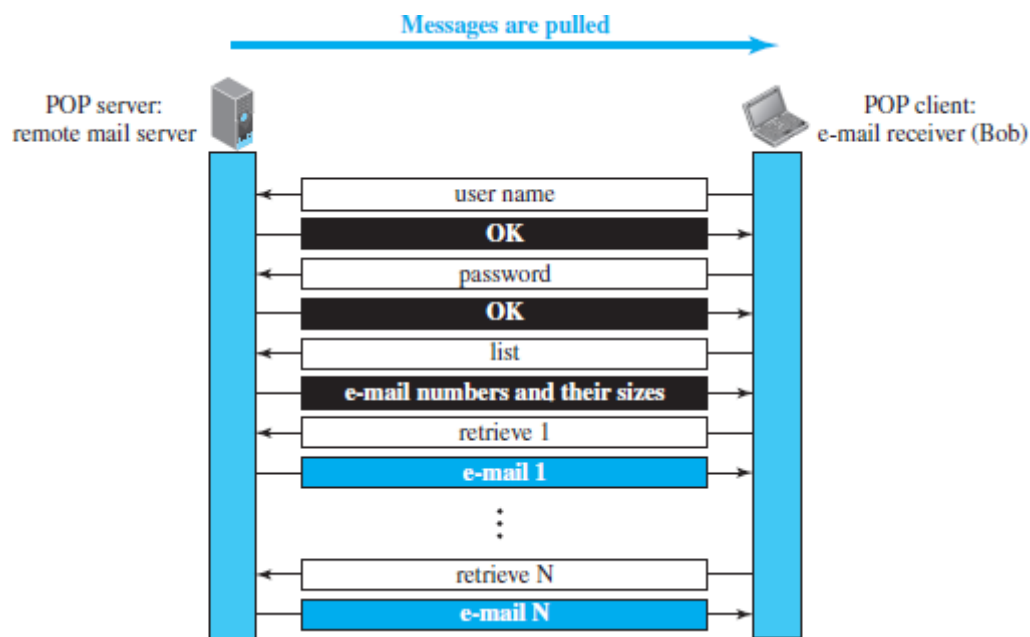 Messages are pulled
POP server:
remote mail server
POP client:
e-mail receiver (Bob)
user name
OK
password
OK
list
e-mail numbers and their sizes
retrieve 1
e-mail 1
retrieve N
e-mail N